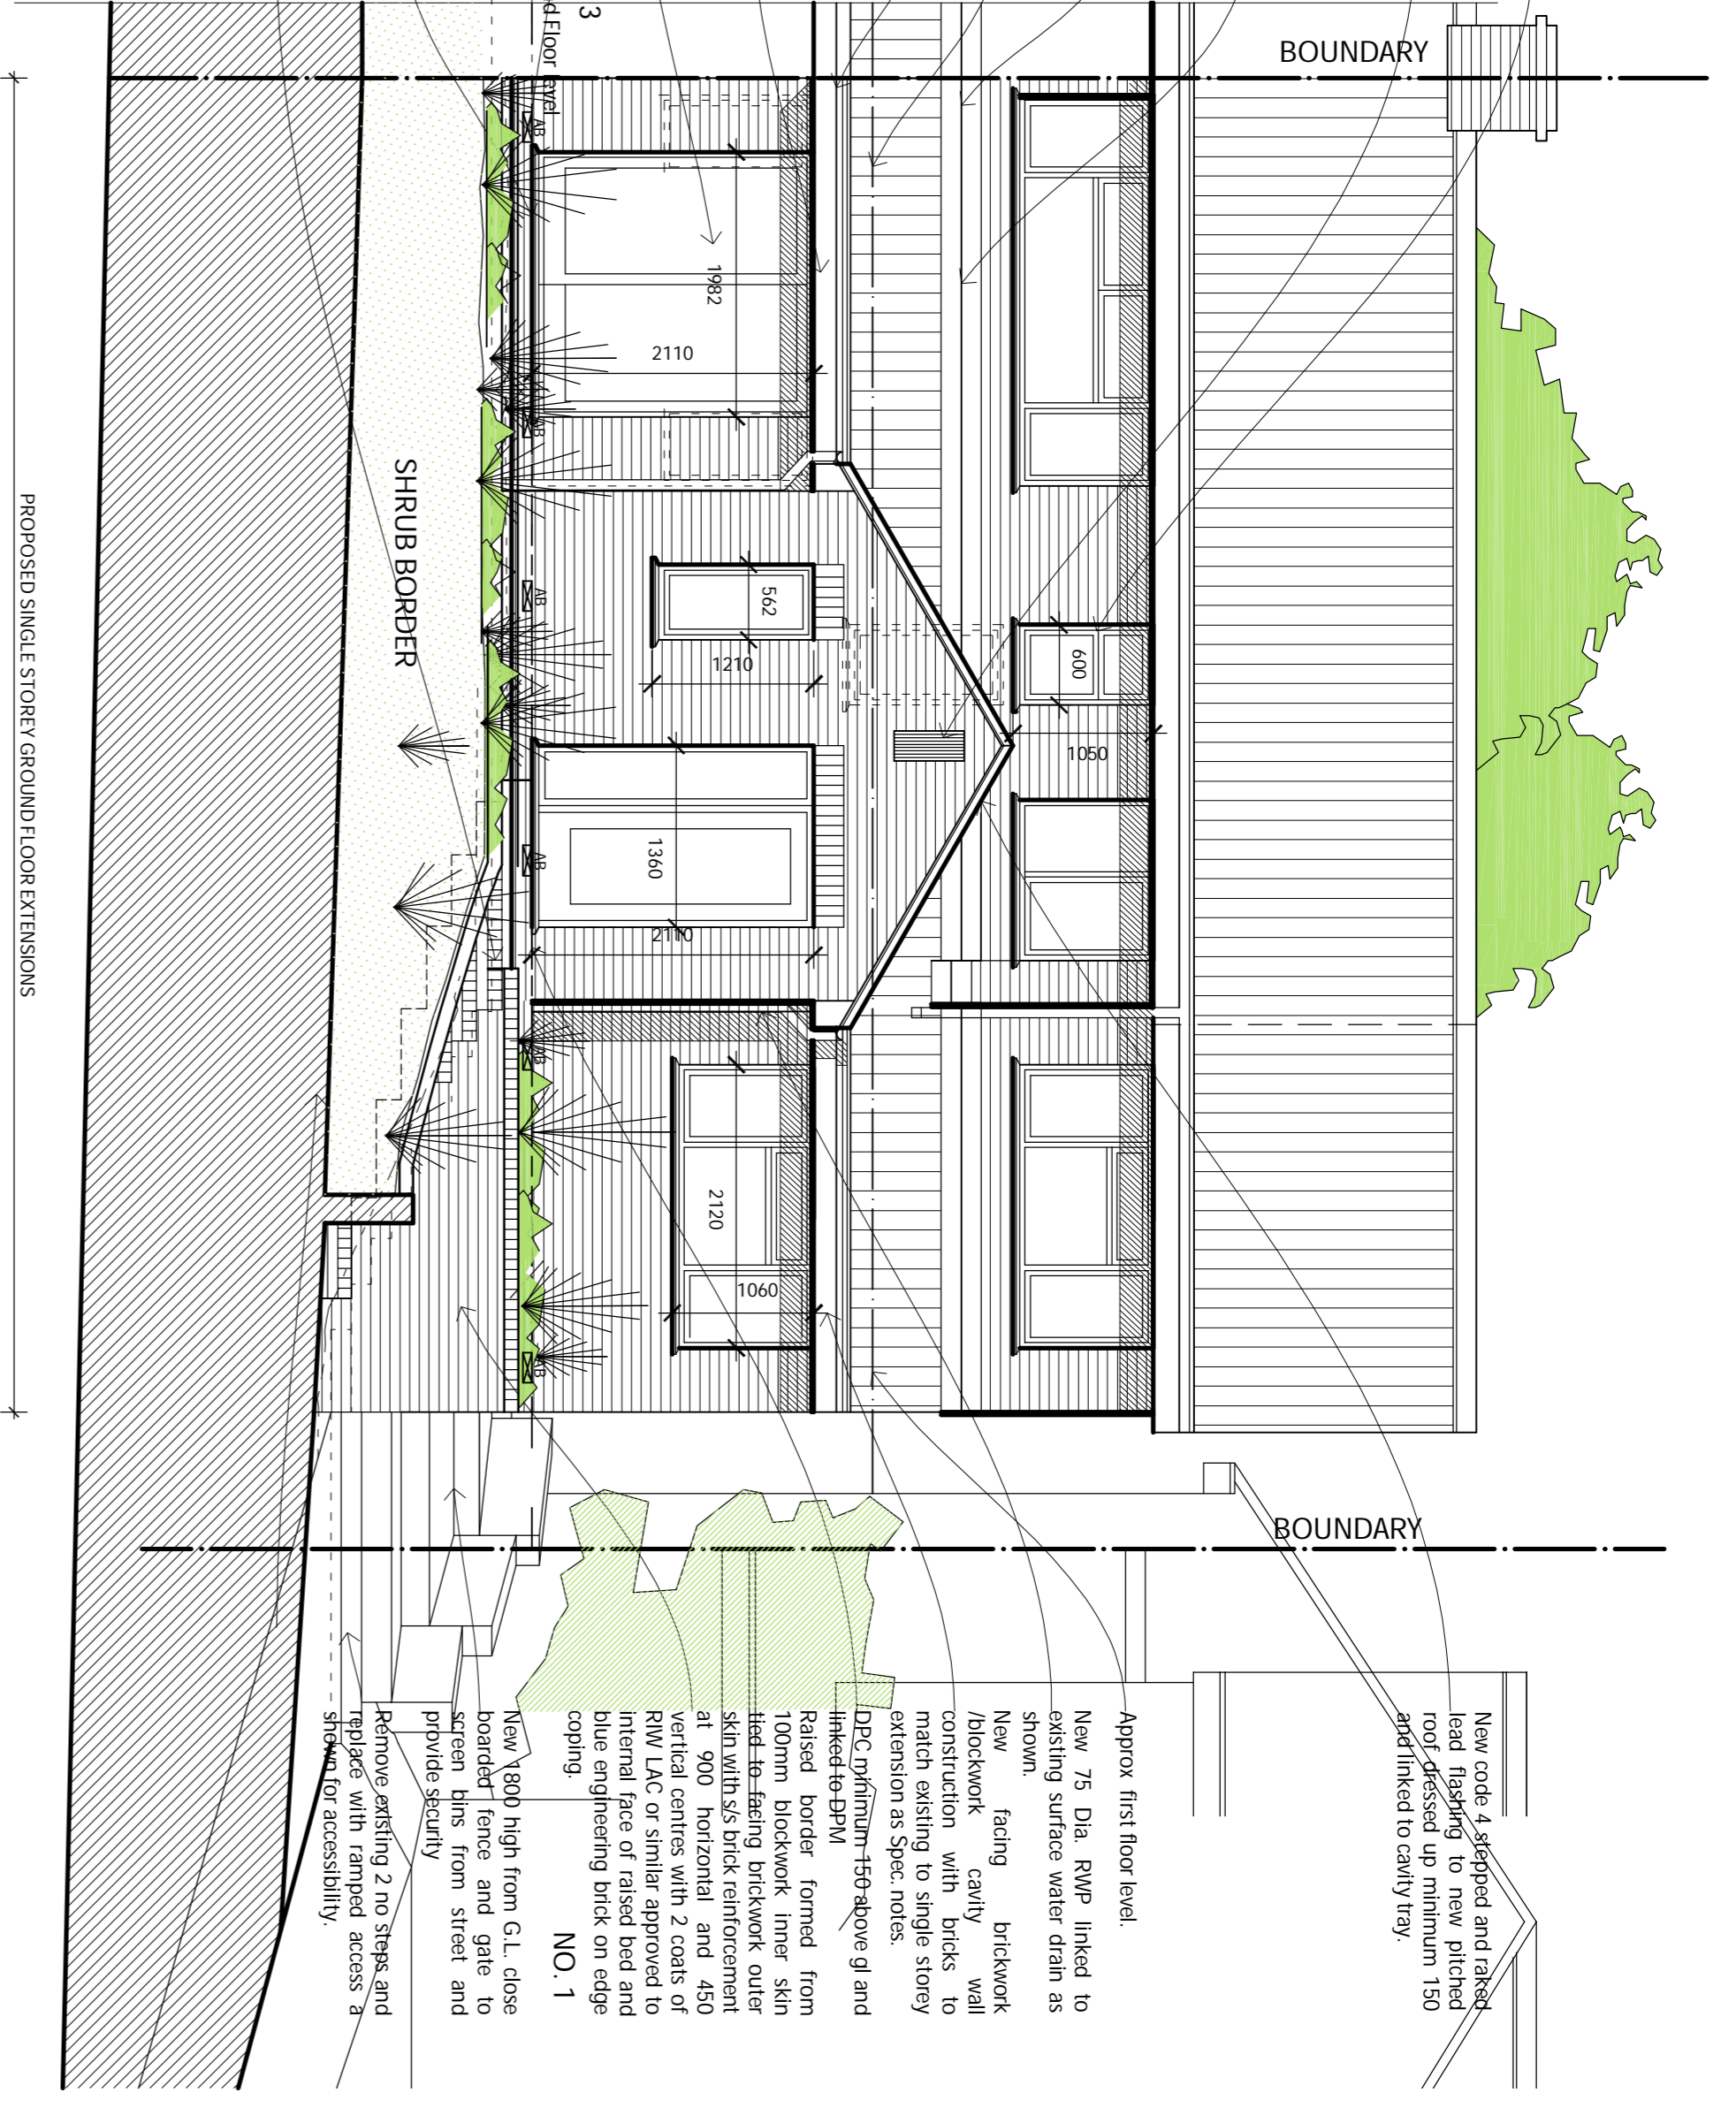 BOUNDARY
BOUNDARY
New code 4 stepped and raked
lead flashing to new pitched
roof dressed up minimum 150
and linked to cavity tray.
Approx first floor level.
New 75 Dia. RWP linked to
existing surface water drain as
shown.
New facing brickwork
/blockwork cavity wall
construction with bricks to
match existing to single storey
extension as Spec. notes.
DPC minimum 150 above gl and
linked to DPM
Raised border formed from
100mm blockwork inner skin
tied to facing brickwork outer
skin with s/s brick reinforcement
at 900 horizontal and 450
vertical centres with 2 coats of
RIW LAC or similar approved to
internal face of raised bed and
blue engineering brick on edge
coping.
NO. 1
New 1800 high from G.L. close
boarded fence and gate to
screen bins from street and
provide security
Remove existing 2 no steps and
replace with ramped access a
shown for accessibility.
3
d Floor level
600
1050
1982
2110
562
1210
1360
2110
2120
1060
AB
AB
AB
AB
AB
AB
SHRUB BORDER
PROPOSED SINGLE STOREY GROUND FLOOR EXTENSIONS